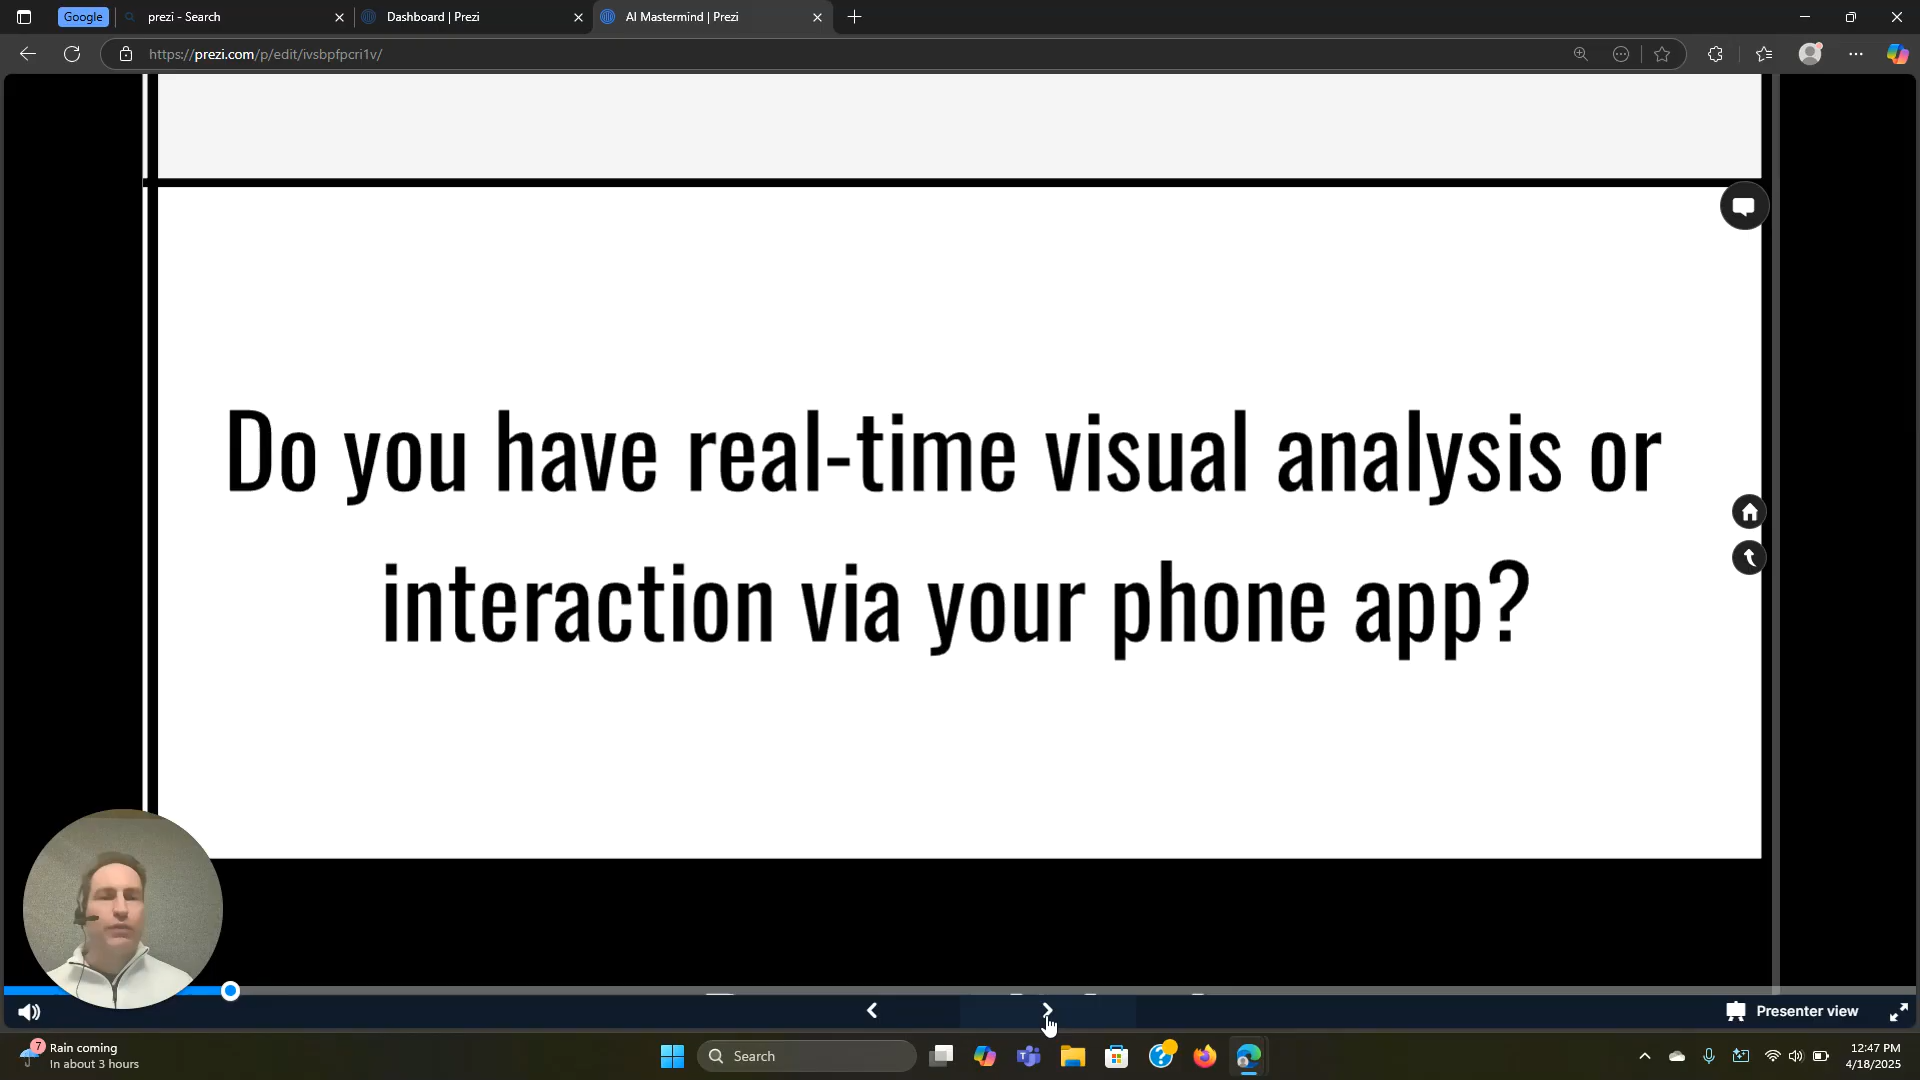 Google
prezi - Search
Dashboard | Prezi
AI Mastermind | Prezi
https://prezi.com/p/edit/ivsbpfpcri1v/
Do you have real-time visual analysis or
interaction via your phone app?
Presenter view
7
Rain coming
In about 3 hours
Search
12:47 PM
4/18/2025